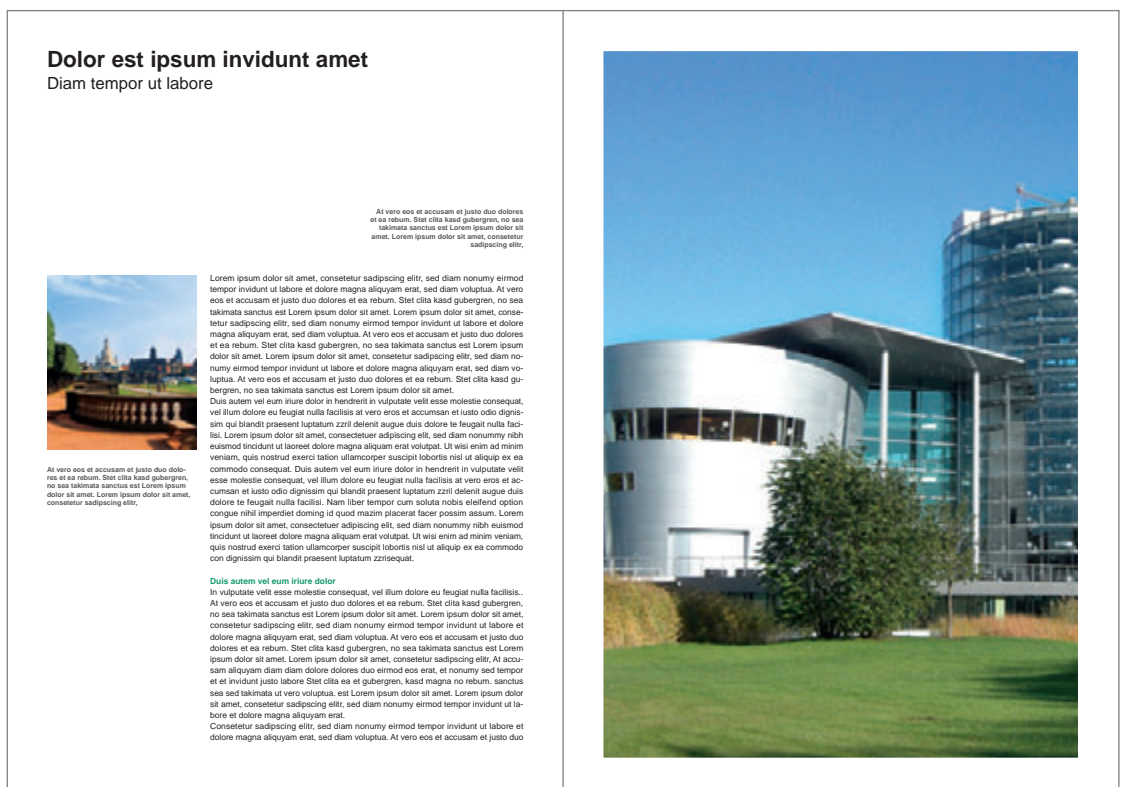 Dolor est ipsum invidunt amet
Diam tempor ut labore
At vero eos et accusam et justo duo dolores
et ea rebum. Stet clita kasd gubergren, no sea
takimata sanctus est Lorem ipsum dolor sit
amet. Lorem ipsum dolor sit amet, consetetur
sadipscing elitr,
At vero eos et accusam et justo duo dolo-
res et ea rebum. Stet clita kasd gubergren,
no sea takimata sanctus est Lorem ipsum
dolor sit amet. Lorem ipsum dolor sit amet,
consetetur sadipscing elitr,
Lorem ipsum dolor sit amet, consetetur sadipscing elitr, sed diam nonumy eirmod
tempor invidunt ut labore et dolore magna aliquyam erat, sed diam voluptua. At vero
eos et accusam et justo duo dolores et ea rebum. Stet clita kasd gubergren, no sea
takimata sanctus est Lorem ipsum dolor sit amet. Lorem ipsum dolor sit amet, conse-
tetur sadipscing elitr, sed diam nonumy eirmod tempor invidunt ut labore et dolore
magna aliquyam erat, sed diam voluptua. At vero eos et accusam et justo duo dolores
et ea rebum. Stet clita kasd gubergren, no sea takimata sanctus est Lorem ipsum
dolor sit amet. Lorem ipsum dolor sit amet, consetetur sadipscing elitr, sed diam no-
numy eirmod tempor invidunt ut labore et dolore magna aliquyam erat, sed diam vo-
luptua. At vero eos et accusam et justo duo dolores et ea rebum. Stet clita kasd gu-
bergren, no sea takimata sanctus est Lorem ipsum dolor sit amet.
Duis autem vel eum iriure dolor in hendrerit in vulputate velit esse molestie consequat,
vel illum dolore eu feugiat nulla facilisis at vero eros et accumsan et iusto odio dignis-
sim qui blandit praesent luptatum zzril delenit augue duis dolore te feugait nulla faci-
lisi. Lorem ipsum dolor sit amet, consectetuer adipiscing elit, sed diam nonummy nibh
euismod tincidunt ut laoreet dolore magna aliquam erat volutpat. Ut wisi enim ad minim
veniam, quis nostrud exerci tation ullamcorper suscipit lobortis nisl ut aliquip ex ea
commodo consequat. Duis autem vel eum iriure dolor in hendrerit in vulputate velit
esse molestie consequat, vel illum dolore eu feugiat nulla facilisis at vero eros et ac-
cumsan et iusto odio dignissim qui blandit praesent luptatum zzril delenit augue duis
dolore te feugait nulla facilisi. Nam liber tempor cum soluta nobis eleifend option
congue nihil imperdiet doming id quod mazim placerat facer possim assum. Lorem
ipsum dolor sit amet, consectetuer adipiscing elit, sed diam nonummy nibh euismod
tincidunt ut laoreet dolore magna aliquam erat volutpat. Ut wisi enim ad minim veniam,
quis nostrud exerci tation ullamcorper suscipit lobortis nisl ut aliquip ex ea commodo
con dignissim qui blandit praesent luptatum zzrisequat.
Duis autem vel eum iriure dolor
In vulputate velit esse molestie consequat, vel illum dolore eu feugiat nulla facilisis..
At vero eos et accusam et justo duo dolores et ea rebum. Stet clita kasd gubergren,
no sea takimata sanctus est Lorem ipsum dolor sit amet. Lorem ipsum dolor sit amet,
consetetur sadipscing elitr, sed diam nonumy eirmod tempor invidunt ut labore et
dolore magna aliquyam erat, sed diam voluptua. At vero eos et accusam et justo duo
dolores et ea rebum. Stet clita kasd gubergren, no sea takimata sanctus est Lorem
ipsum dolor sit amet. Lorem ipsum dolor sit amet, consetetur sadipscing elitr, At accu-
sam aliquyam diam diam dolore dolores duo eirmod eos erat, et nonumy sed tempor
et et invidunt justo labore Stet clita ea et gubergren, kasd magna no rebum. sanctus
sea sed takimata ut vero voluptua. est Lorem ipsum dolor sit amet. Lorem ipsum dolor
sit amet, consetetur sadipscing elitr, sed diam nonumy eirmod tempor invidunt ut la-
bore et dolore magna aliquyam erat.
Consetetur sadipscing elitr, sed diam nonumy eirmod tempor invidunt ut labore et
dolore magna aliquyam erat, sed diam voluptua. At vero eos et accusam et justo duo